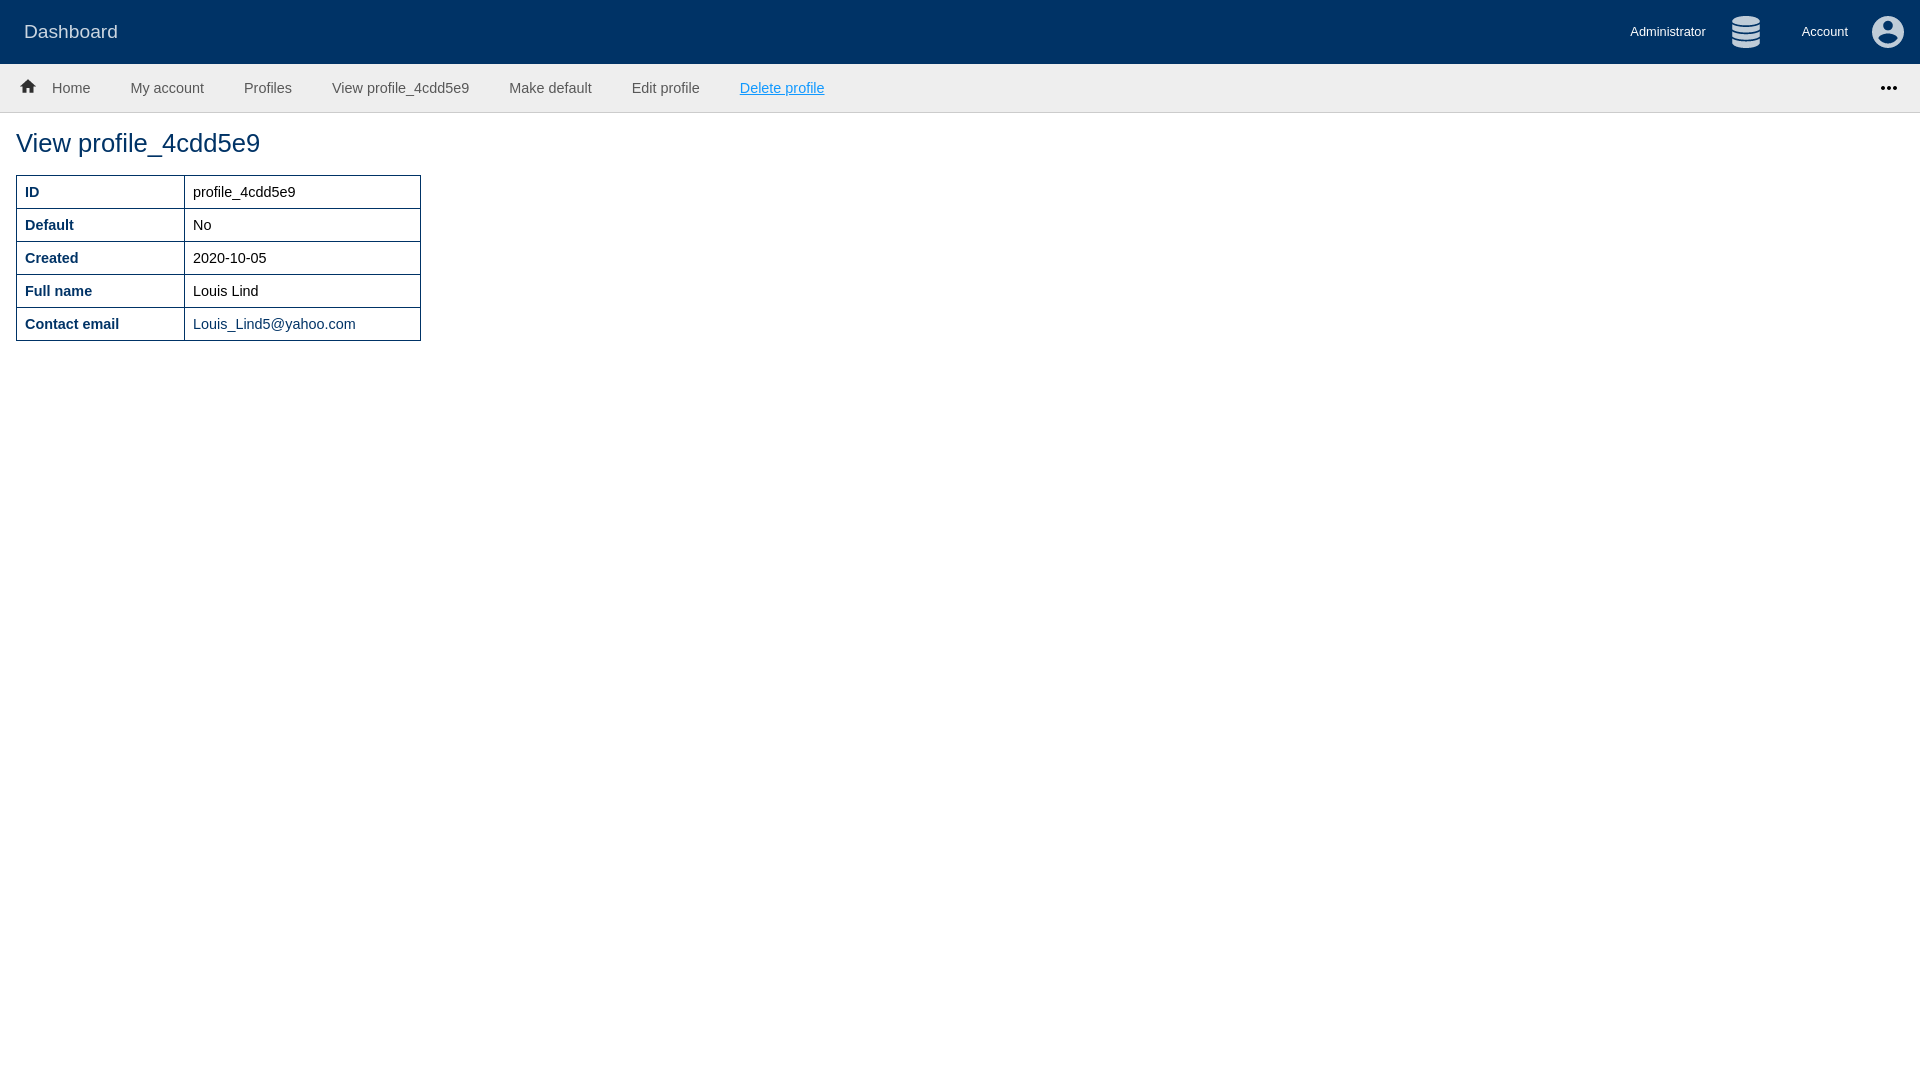 Dashboard Administrator Account
Home My account Profiles View profile_4cdd5e9 Make default Edit profile Delete profile
View profile_4cdd5e9
ID profile_4cdd5e9
Default No
Created 2020-10-05
Full name Louis Lind
Contact email Louis_Lind5@yahoo.com